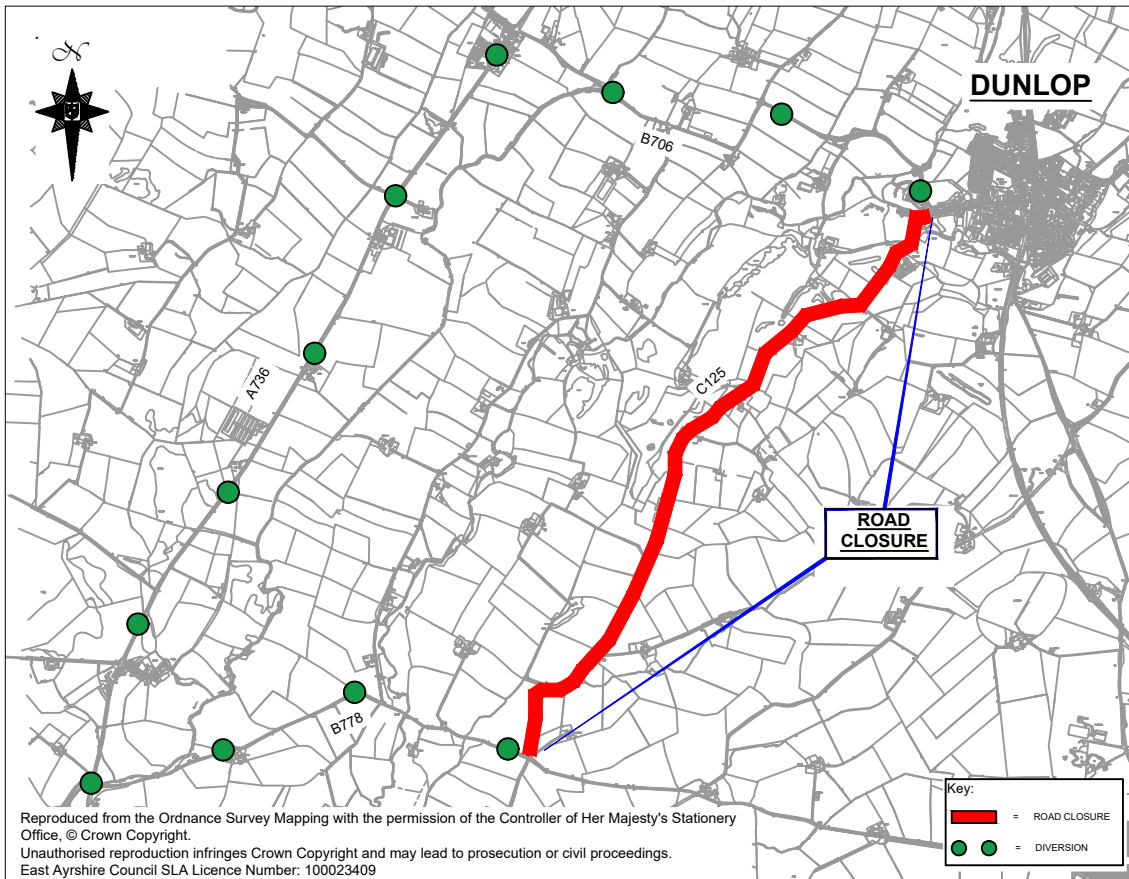 N
DUNLOP
B706
A736
C125
ROAD
CLOSURE
B778
Key:
= ROAD CLOSURE
= DIVERSION
Reproduced from the Ordnance Survey Mapping with the permission of the Controller of Her Majesty's Stationery
Office, © Crown Copyright.
Unauthorised reproduction infringes Crown Copyright and may lead to prosecution or civil proceedings.
East Ayrshire Council SLA Licence Number: 100023409